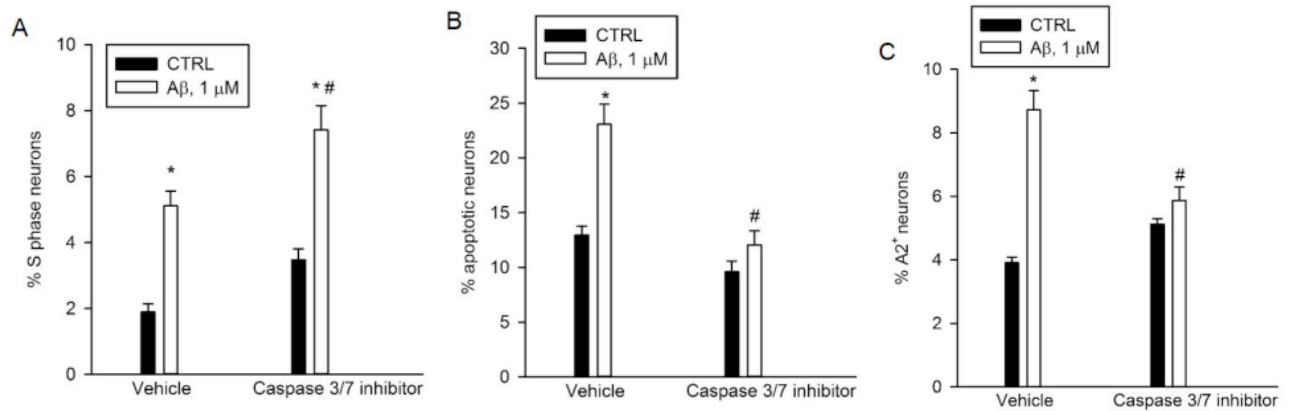 A
CTRL
Aβ, 1 μM
% S phase neurons
10
8
6
4
2
0
*
* #
Vehicle
Caspase 3/7 inhibitor
B
CTRL
Aβ, 1 μM
% apoptotic neurons
30
25
20
15
10
5
0
*
#
Vehicle
Caspase 3/7 inhibitor
C
CTRL
Aβ, 1 μM
% A2⁺ neurons
10
8
6
4
2
0
*
#
Vehicle
Caspase 3/7 inhibitor